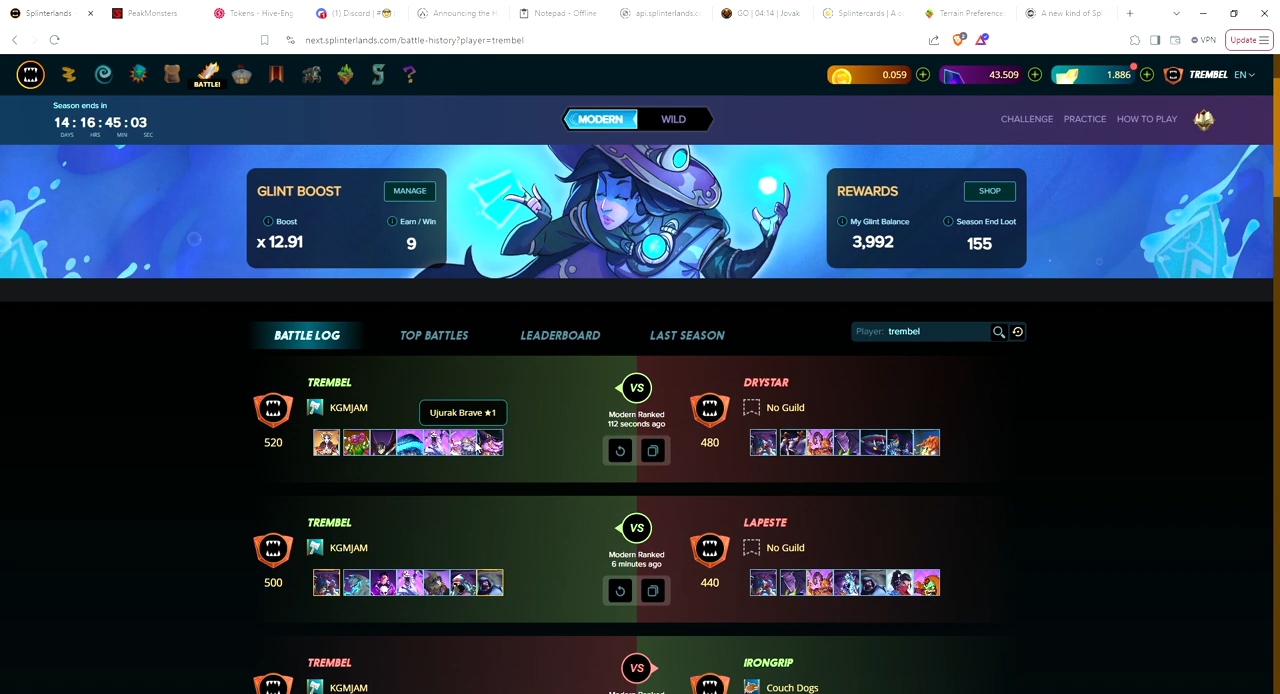 Splinterlands
PeakMonsters
Tokens - Hive-Eng
(1) Discord | #
Announcing the H
Notepad - Offline
api.splinterlands.c
GO | 04:14 | Jovak
Splintercards | A c
Terrain Preference
A new kind of Spl
next.splinterlands.com/battle-history?player=trembel
VPN
Update
BATTLE!
0.059
43.509
1.886
TREMBEL
EN
Season ends in
14 : 16 : 45 : 03
DAYS HRS MIN SEC
MODERN
WILD
CHALLENGE
PRACTICE
HOW TO PLAY
GLINT BOOST
MANAGE
Boost
Earn / Win
x 12.91
9
REWARDS
SHOP
My Glint Balance
Season End Loot
3,992
155
BATTLE LOG
TOP BATTLES
LEADERBOARD
LAST SEASON
Player: trembel
TREMBEL
KGMJAM
520
Ujurak Brave ★1
VS
Modern Ranked
112 seconds ago
DRYSTAR
No Guild
480
TREMBEL
KGMJAM
500
VS
Modern Ranked
6 minutes ago
LAPESTE
No Guild
440
TREMBEL
KGMJAM
VS
IRONGRIP
Couch Dogs